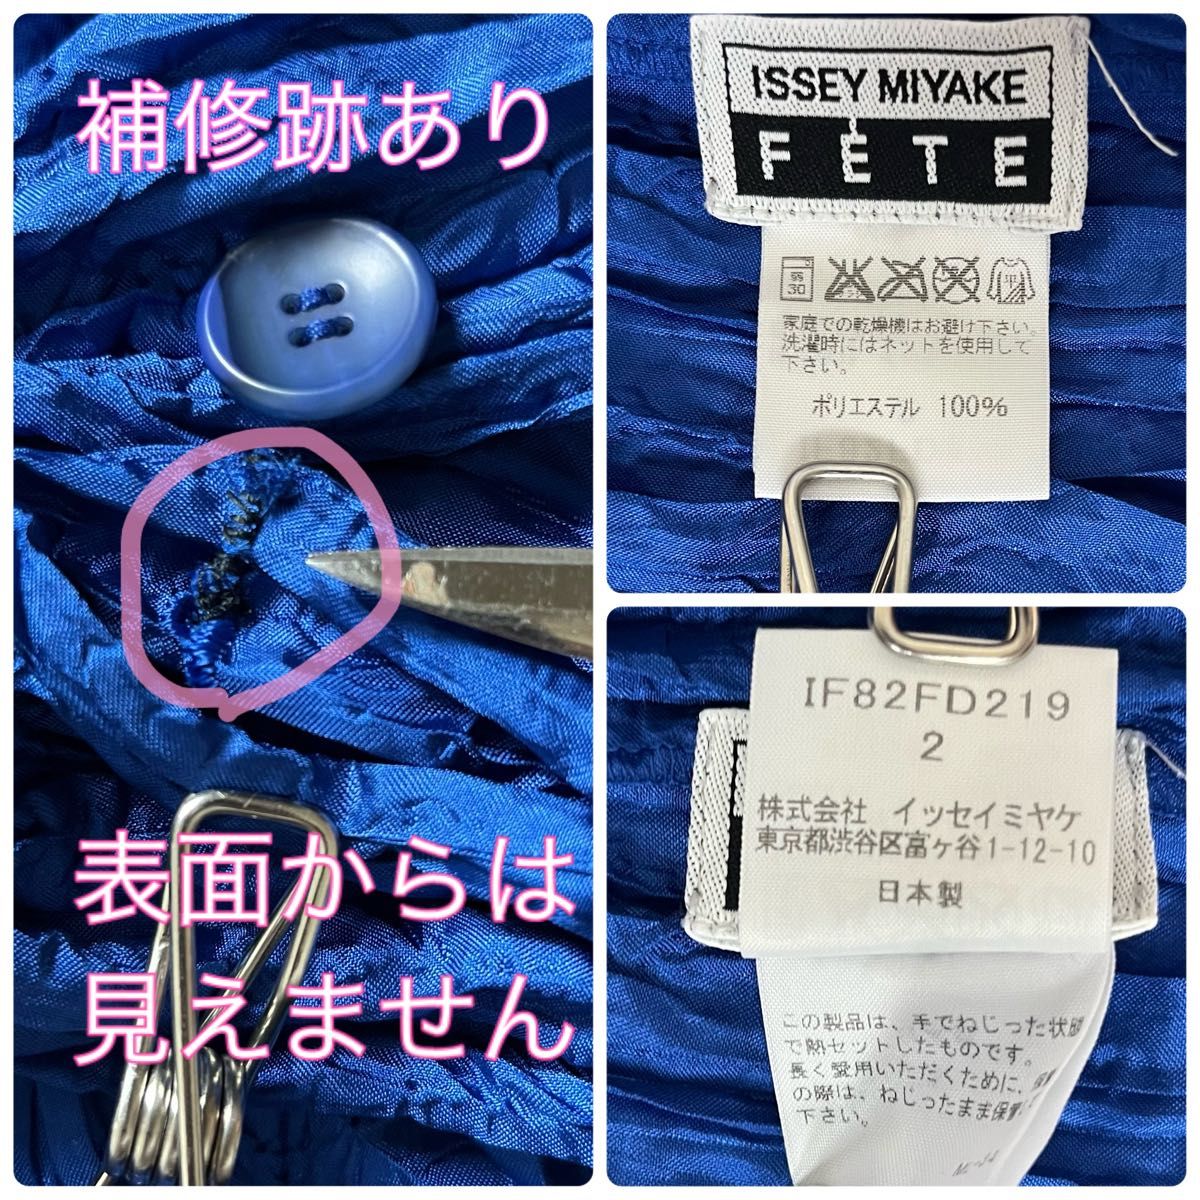 補修跡あり
表面からは
見えません
ISSEY MIYAKE
FÊTE
弱
30
家庭での乾燥機はお避け下さい。
洗濯時にはネットを使用して
下さい。
ポリエステル 100%
IF82FD219
2
株式会社 イッセイミヤケ
東京都渋谷区富ヶ谷1-12-10
日本製
この製品は、手でねじった状態
で熱セットしたものです。
長く愛用いただくために、
の際は、ねじったまま保管
下さい。